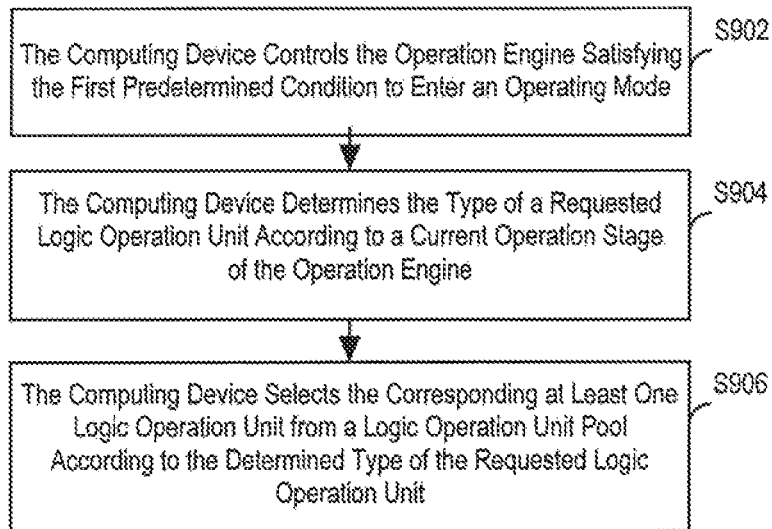 S902
The Computing Device Controls the Operation Engine Satisfying
the First Predetermined Condition to Enter an Operating Mode
S904
The Computing Device Determines the Type of a Requested
Logic Operation Unit According to a Current Operation Stage
of the Operation Engine
S906
The Computing Device Selects the Corresponding at Least One
Logic Operation Unit from a Logic Operation Unit Pool
According to the Determined Type of the Requested Logic
Operation Unit